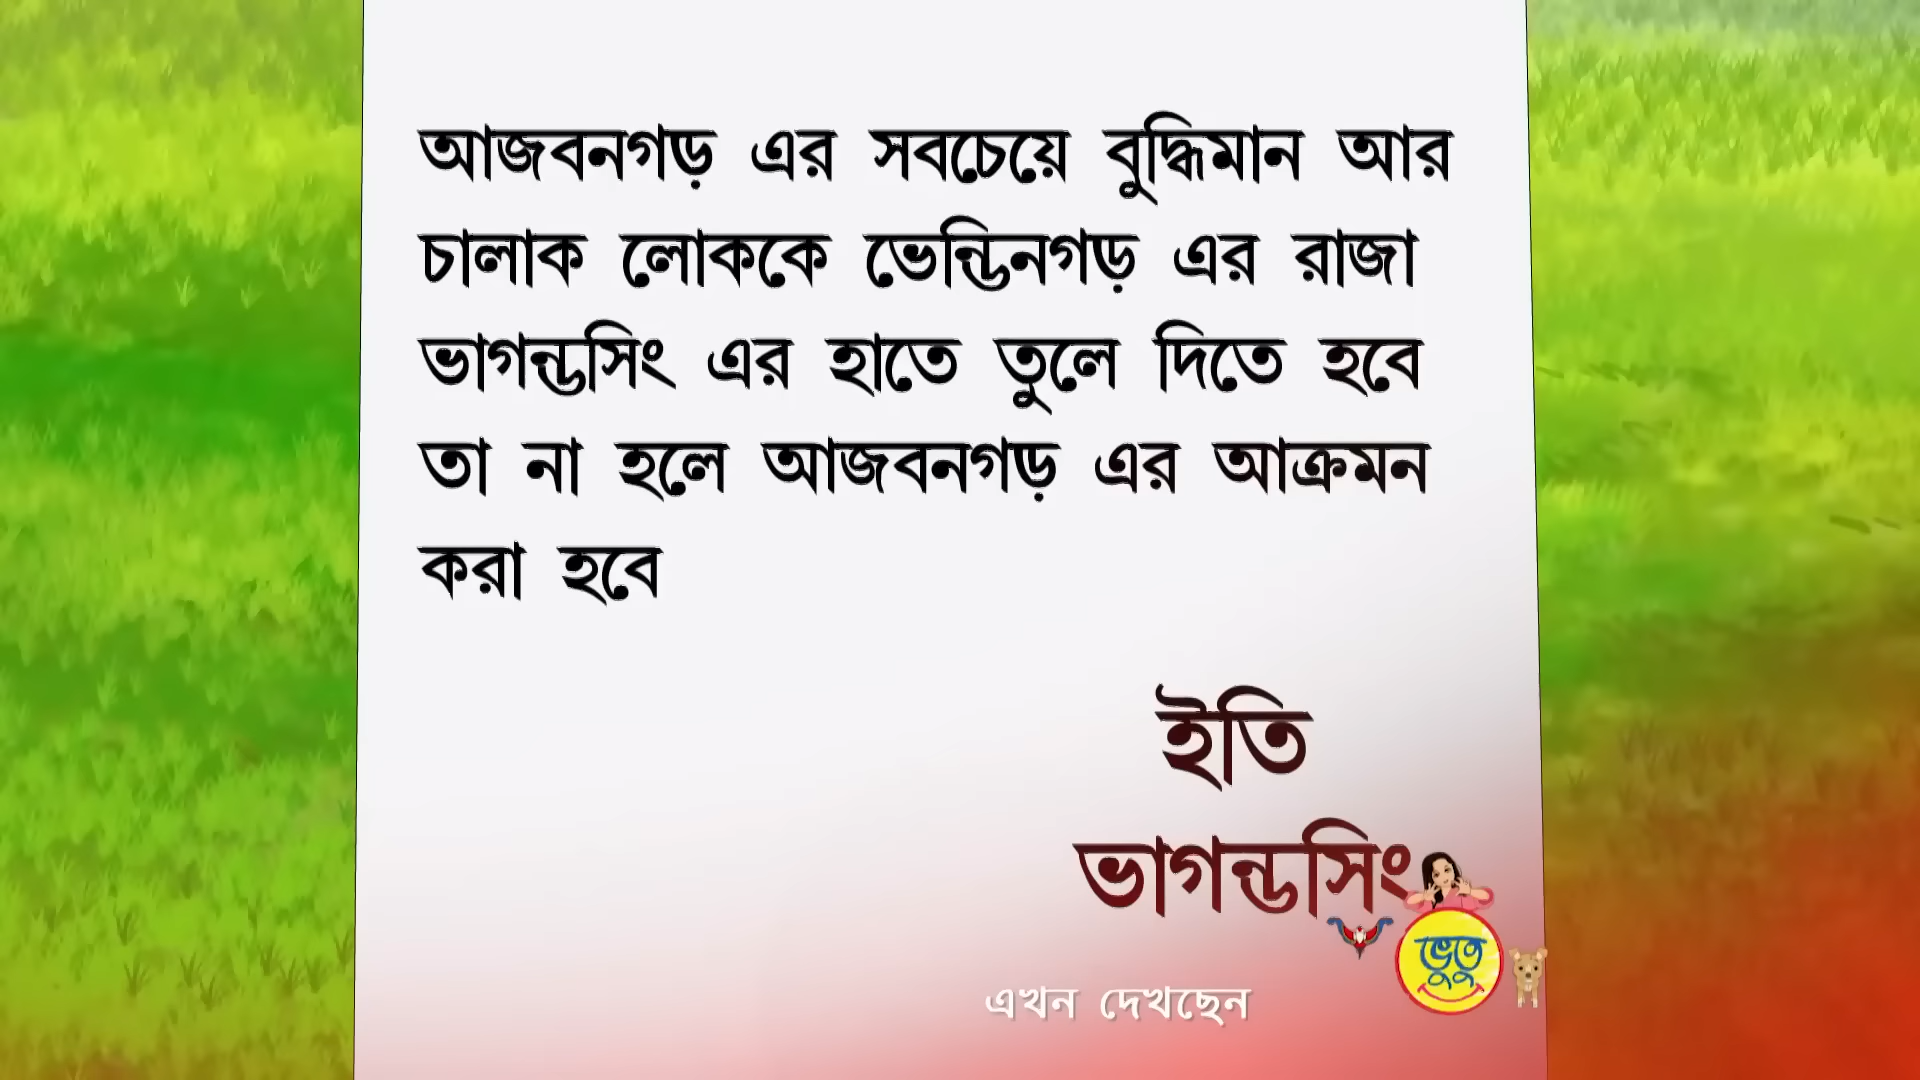 আজবনগড় এর সবচেয়ে বুদ্ধিমান আর
চালাক লোককে ভেন্ডিনগড় এর রাজা
ভাগন্ডসিং এর হাতে তুলে দিতে হবে
তা না হলে আজবনগড় এর আক্রমন
করা হবে
ইতি
ভাগন্ডসিং
ভুতু
এখন দেখছেন